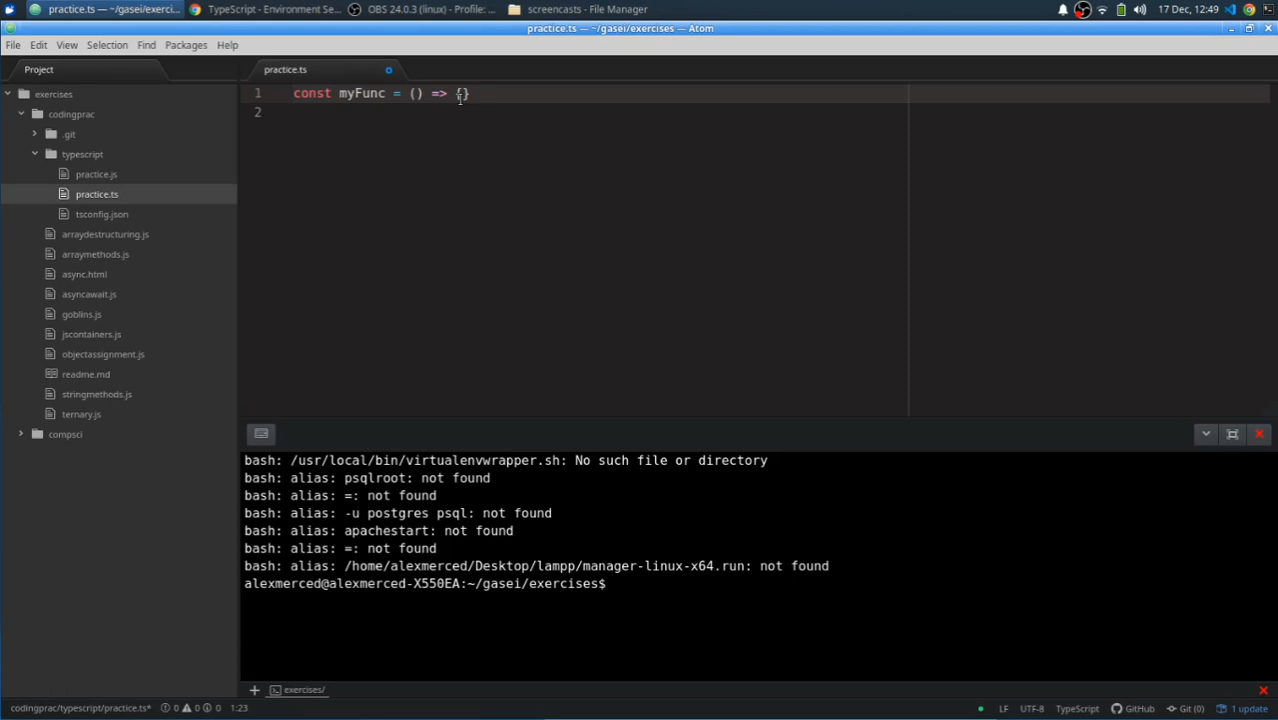 practice.ts — ~/gasei/exerci...
TypeScript - Environment Se...
OBS 24.0.3 (linux) - Profile: ...
screencasts - File Manager
17 Dec, 12:49
practice.ts — ~/gasei/exercises — Atom
File Edit View Selection Find Packages Help
Project
practice.ts
exercises
codingprac
.git
typescript
practice.js
practice.ts
tsconfig.json
arraydestructuring.js
arraymethods.js
async.html
asyncawait.js
goblins.js
jscontainers.js
objectassignment.js
readme.md
stringmethods.js
ternary.js
compsci
1 const myFunc = () => {}
2
bash: /usr/local/bin/virtualenvwrapper.sh: No such file or directory
bash: alias: psqlroot: not found
bash: alias: =: not found
bash: alias: -u postgres psql: not found
bash: alias: apachestart: not found
bash: alias: =: not found
bash: alias: /home/alexmerced/Desktop/lampp/manager-linux-x64.run: not found
alexmerced@alexmerced-X550EA:~/gasei/exercises$
exercises/
codingprac/typescript/practice.ts* 0 0 0 1:23 LF UTF-8 TypeScript GitHub Git (0) 1 update